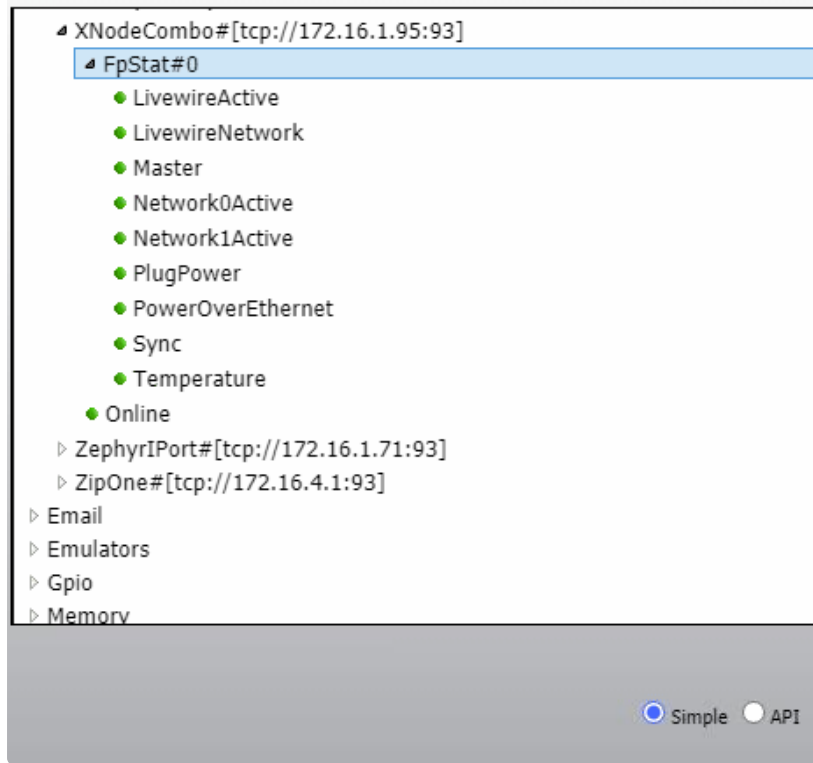 XNodeCombo#[tcp://172.16.1.95:93]
FpStat#0
LivewireActive
LivewireNetwork
Master
Network0Active
Network1Active
PlugPower
PowerOverEthernet
Sync
Temperature
Online
ZephyrIPort#[tcp://172.16.1.71:93]
ZipOne#[tcp://172.16.4.1:93]
Email
Emulators
Gpio
Memory
Simple API